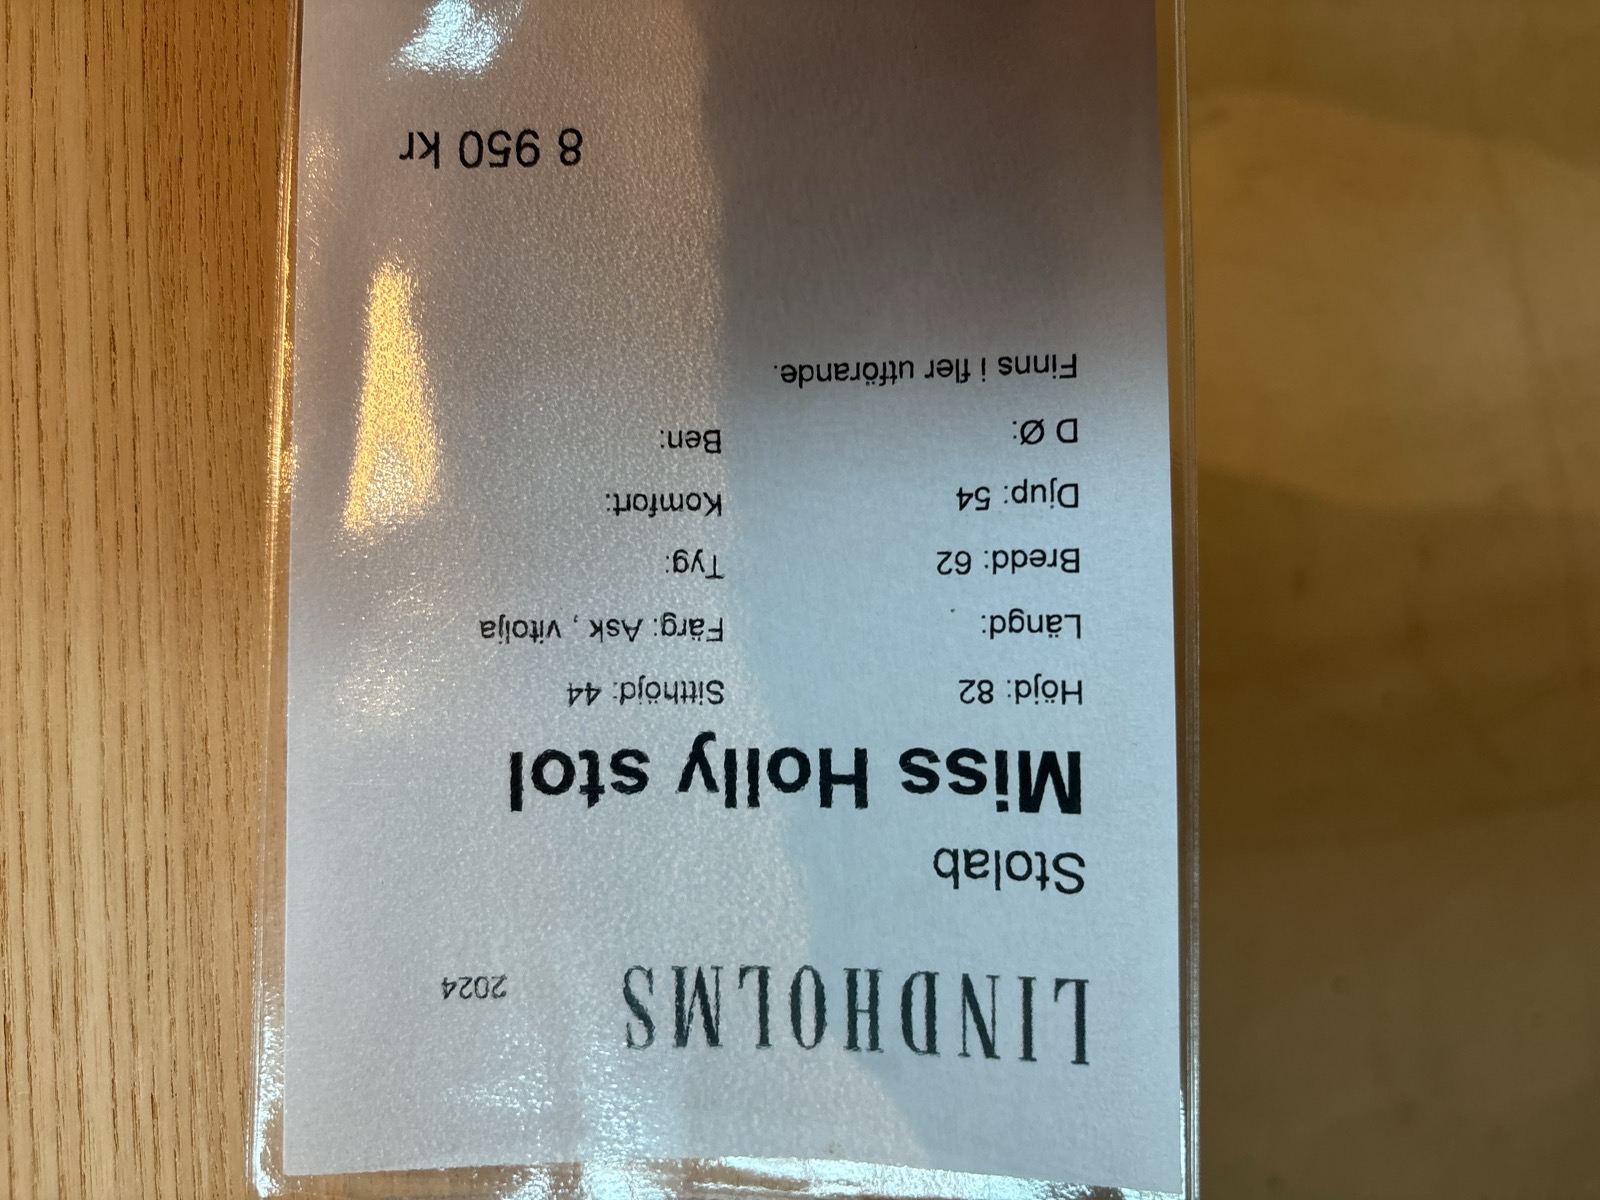 LINDHOLMS 2024
Stolab
Miss Holly stol
Höjd: 82 Sitthöjd: 44
Längd: Färg: Ask , vitolja
Bredd: 62 Tyg:
Djup: 54 Komfort:
D Ø: Ben:
Finns i fler utförande.
8 950 kr